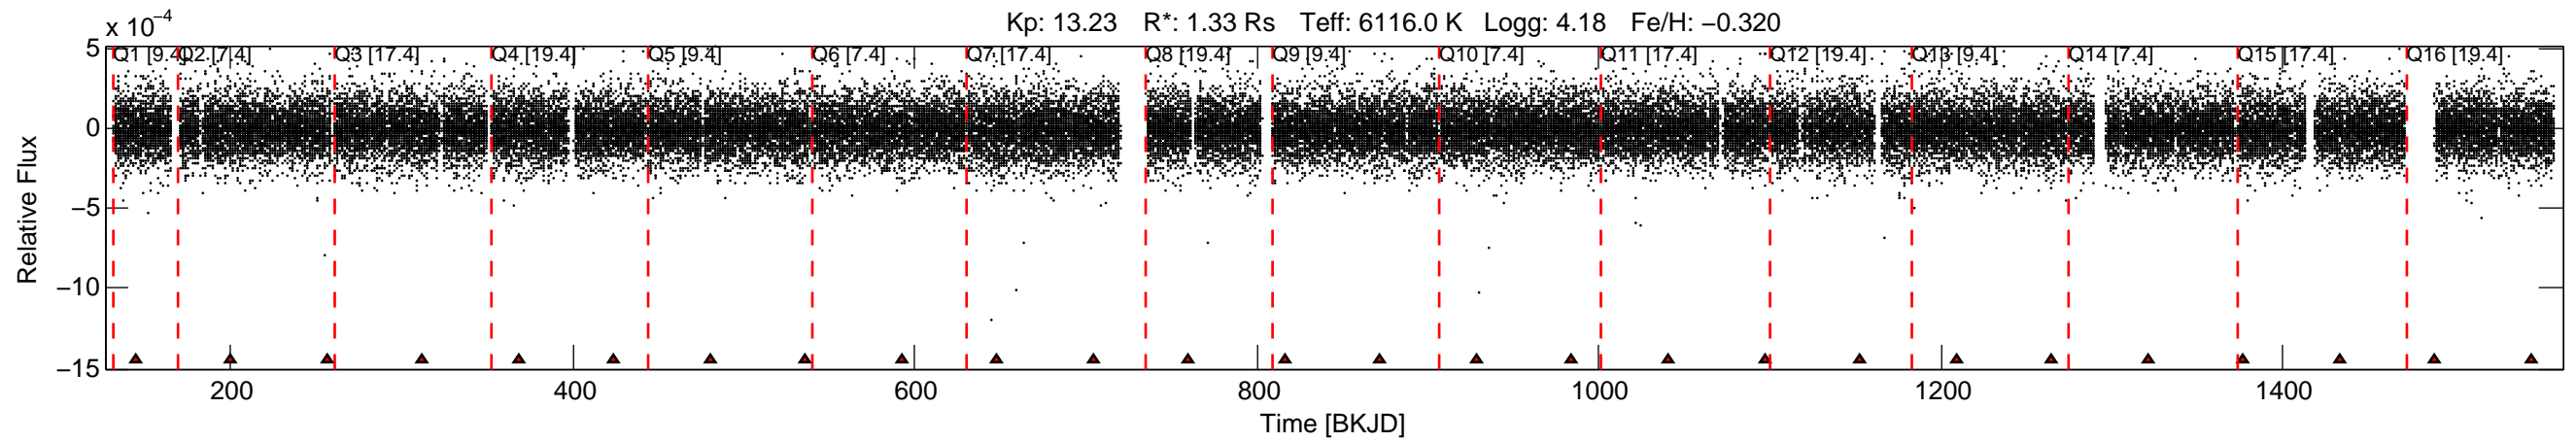 Kp: 13.23 R*: 1.33 Rs Teff: 6116.0 K Logg: 4.18 Fe/H: −0.320
x 10−4
Q1 [9.4] Q2 [7.4] Q3 [17.4] Q4 [19.4] Q5 [9.4] Q6 [7.4] Q7 [17.4] Q8 [19.4] Q9 [9.4] Q10 [7.4] Q11 [17.4] Q12 [19.4] Q13 [9.4] Q14 [7.4] Q15 [17.4] Q16 [19.4]
5
0
−5
−10
−15
Relative Flux
200 400 600 800 1000 1200 1400
Time [BKJD]